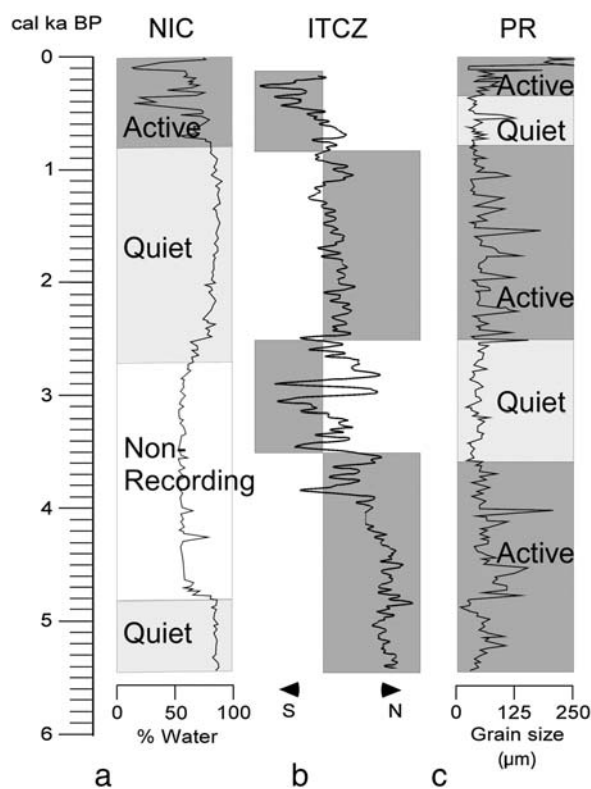 cal ka BP
NIC
ITCZ
PR
0
1
2
3
4
5
6
Active
Quiet
Non-
Recording
Quiet
Active
Quiet
Active
Quiet
Active
0 50 100
% Water
S N
0 125 250
Grain size
(µm)
a b c